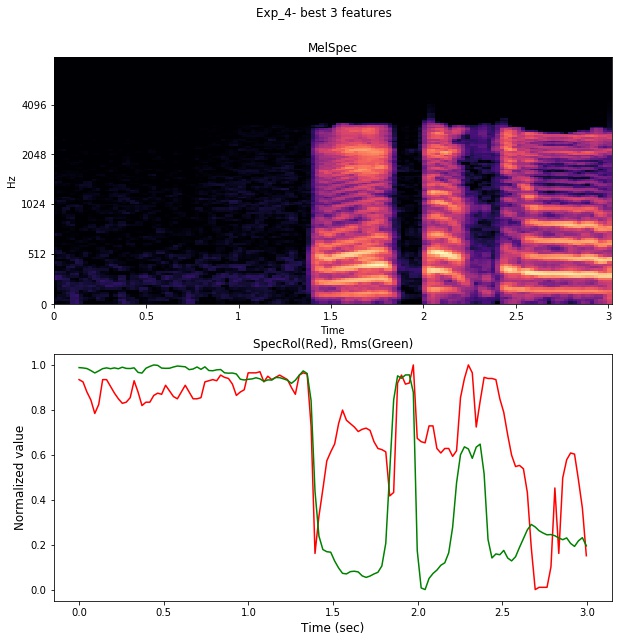 Exp_4- best 3 features
MelSpec
4096
2048
1024
512
0
Hz
0 0.5 1 1.5 2 2.5 3
Time
SpecRol(Red), Rms(Green)
1.0
0.8
0.6
0.4
0.2
0.0
Normalized value
0.0 0.5 1.0 1.5 2.0 2.5 3.0
Time (sec)